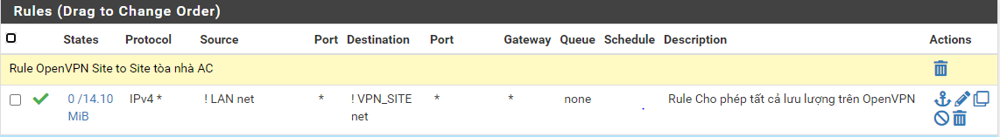 Rules (Drag to Change Order)
States Protocol Source Port Destination Port Gateway Queue Schedule Description Actions
Rule OpenVPN Site to Site tòa nhà AC
0 /14.10 MiB IPv4 * ! LAN net * ! VPN_SITE net * * none Rule Cho phép tất cả lưu lượng trên OpenVPN